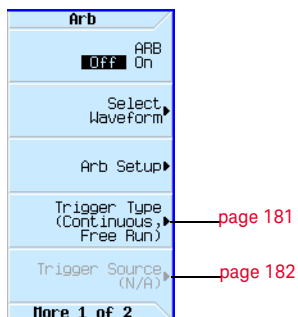 Arb
ARB
Off On
Select
Waveform
Arb Setup
Trigger Type
(Continuous,
Free Run)
page 181
Trigger Source
(N/A)
page 182
More 1 of 2